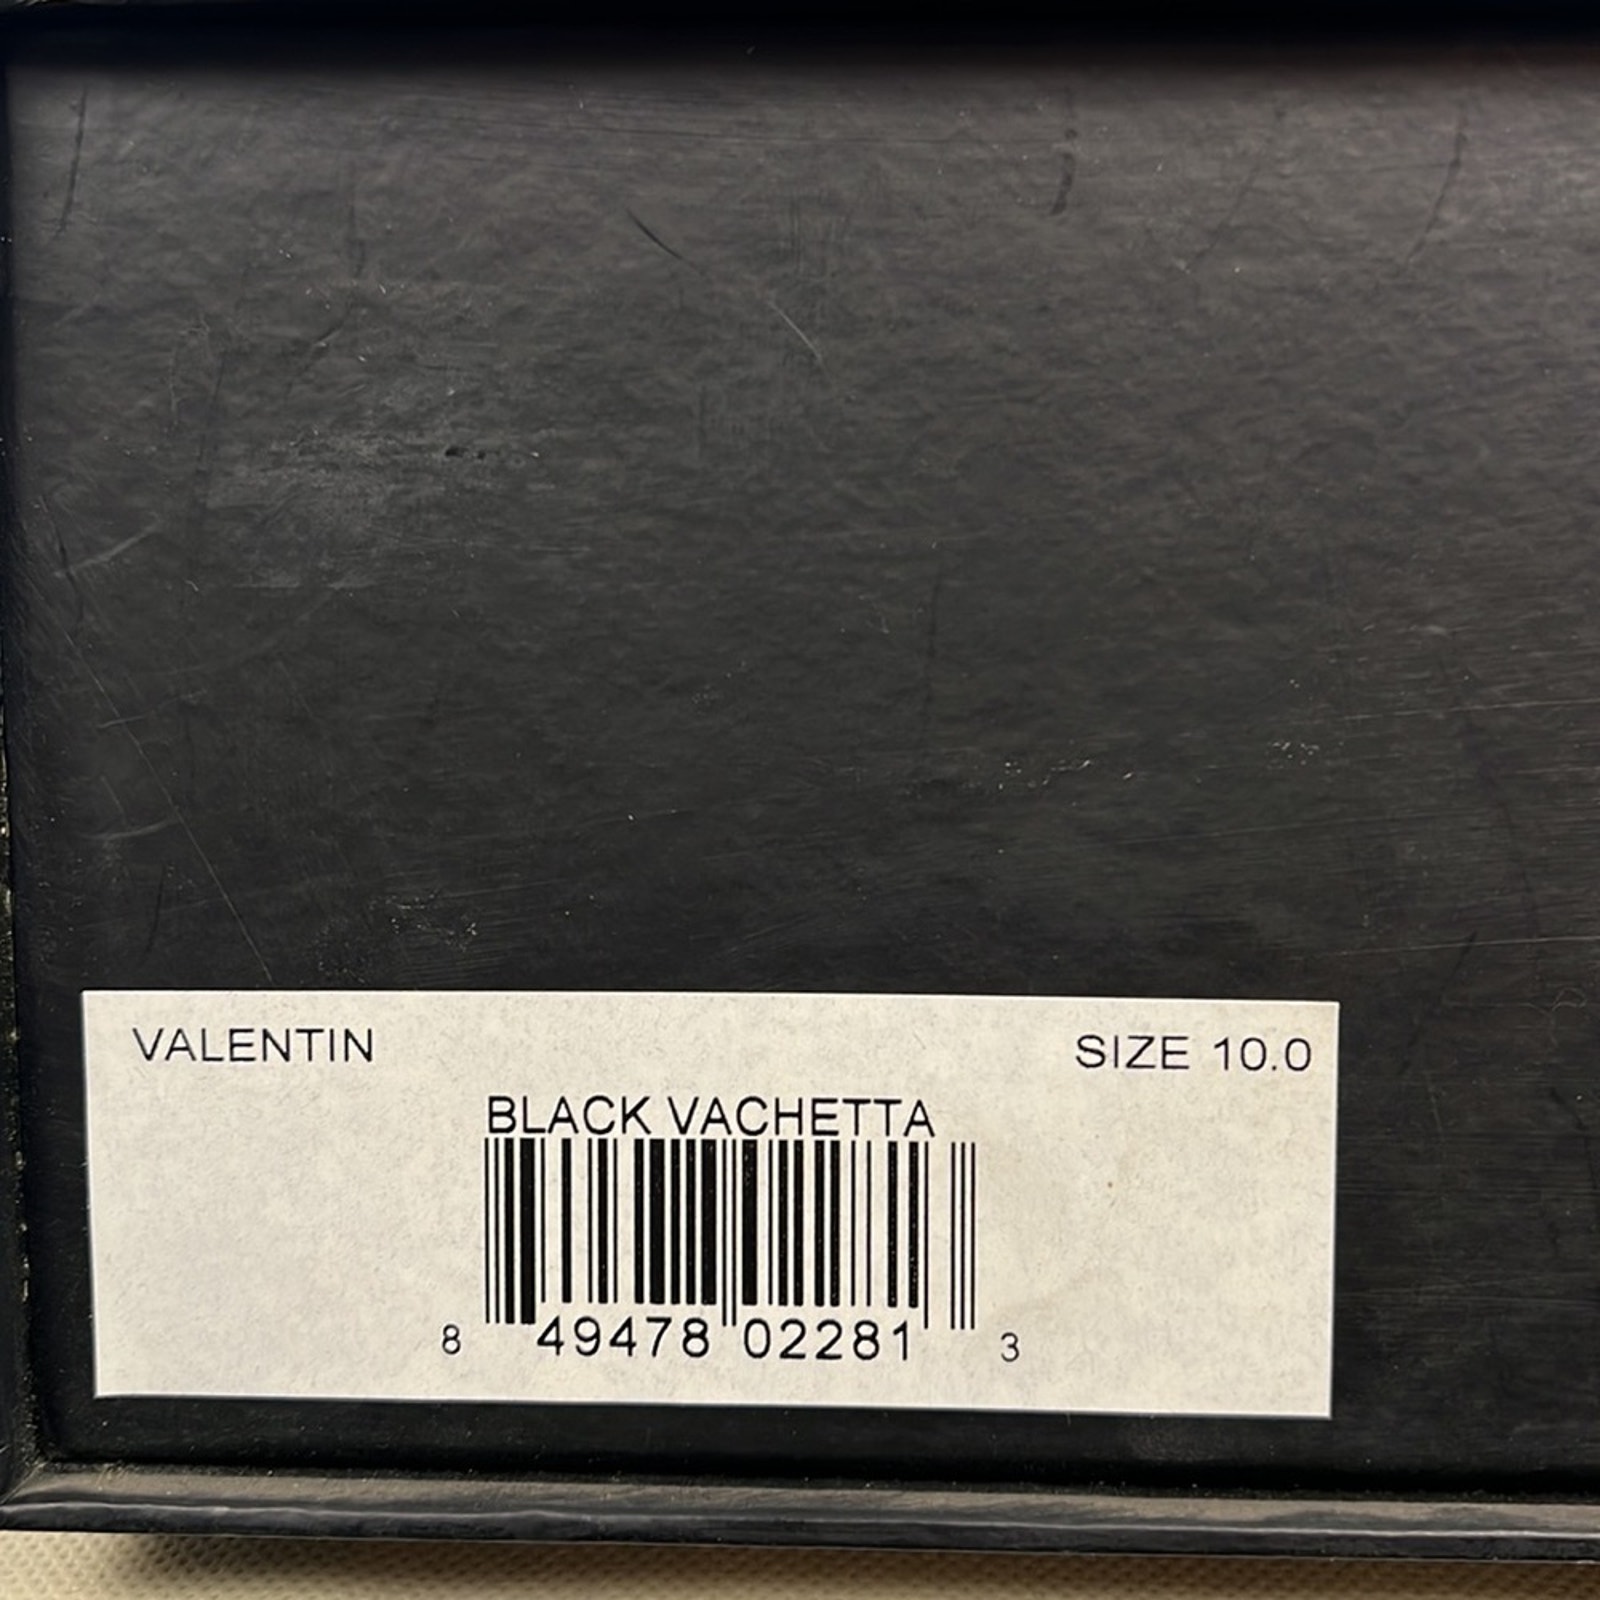 VALENTIN SIZE 10.0
BLACK VACHETTA
8 49478 02281 3